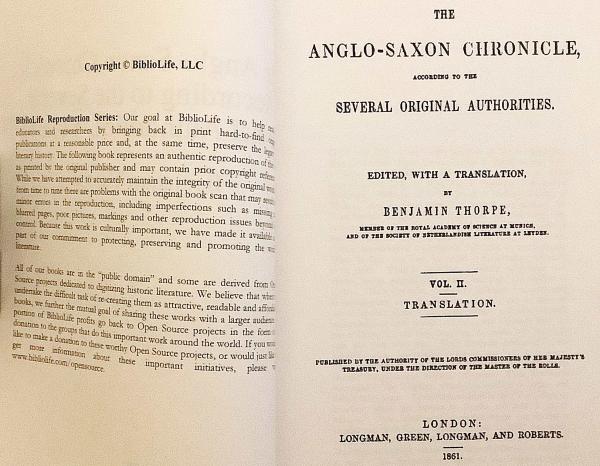 Copyright © BiblioLife, LLC
BiblioLife Reproduction Series: Our goal at BiblioLife is to help
educators and researchers by bringing back in print hard-to-find
publications at a reasonable price and, at the same time, preserve the
literary history. The following book represents an authentic reproduction of the
as printed by the original publisher and may contain prior copyright
While we have attempted to accurately maintain the integrity of the original
from time to time there are problems with the original book scan that may
minor errors in the reproduction, including imperfections such as missing
blurred pages, poor pictures, markings and other reproduction issues beyond
control. Because this work is culturally important, we have made it available
part of our commitment to protecting, preserving and promoting the
literature.
All of our books are in the "public domain" and some are derived from
Source projects dedicated to digitizing historic literature. We believe that when
undertake the difficult task of re-creating them as attractive, readable and
books, we further the mutual goal of sharing these works with a larger
portion of BiblioLife profits go back to Open Source projects in the form
donation to the groups that do this important work around the world. If you
like to make a donation to these worthy Open Source projects, or would just
get more information about these important initiatives, please
www.bibliolife.com/opensource.
THE
ANGLO-SAXON CHRONICLE,
ACCORDING TO THE
SEVERAL ORIGINAL AUTHORITIES.
EDITED, WITH A TRANSLATION,
BY
BENJAMIN THORPE,
MEMBER OF THE ROYAL ACADEMY OF SCIENCE AT MUNICH,
AND OF THE SOCIETY OF NETHERLANDISH LITERATURE AT LEYDEN.
VOL. II.
TRANSLATION.
PUBLISHED BY THE AUTHORITY OF THE LORDS COMMISSIONERS OF HER MAJESTY'S
TREASURY, UNDER THE DIRECTION OF THE MASTER OF THE ROLLS.
LONDON:
LONGMAN, GREEN, LONGMAN, AND ROBERTS.
1861.